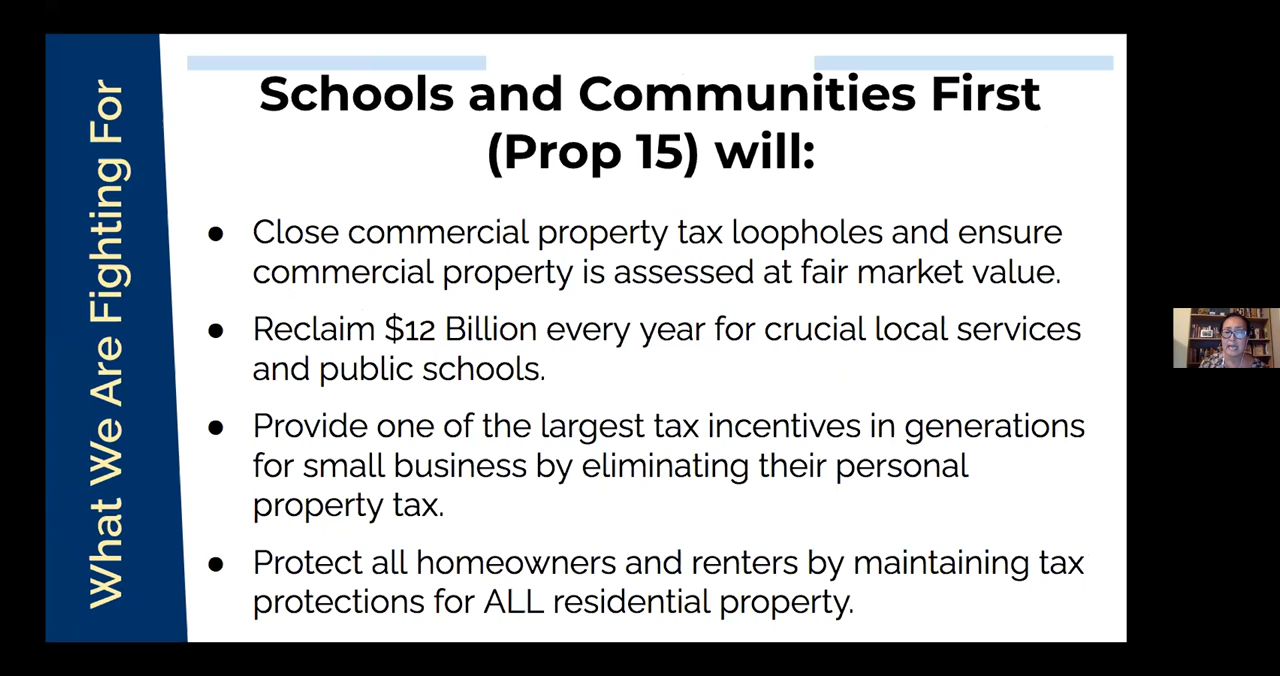 What We Are Fighting For
Schools and Communities First
(Prop 15) will:
● Close commercial property tax loopholes and ensure
commercial property is assessed at fair market value.
● Reclaim $12 Billion every year for crucial local services
and public schools.
● Provide one of the largest tax incentives in generations
for small business by eliminating their personal
property tax.
● Protect all homeowners and renters by maintaining tax
protections for ALL residential property.